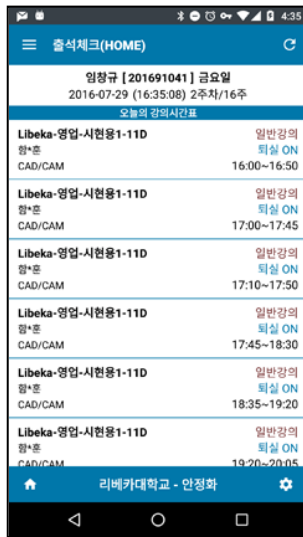 4:35
출석체크(HOME)
임창규 [201691041] 금요일
2016-07-29 (16:35:08) 2주차/16주
오늘의 강의시간표
Libeka-영업-시현용1-11D 일반강의
함*훈 퇴실 ON
CAD/CAM 16:00~16:50
Libeka-영업-시현용1-11D 일반강의
함*훈 퇴실 ON
CAD/CAM 17:00~17:45
Libeka-영업-시현용1-11D 일반강의
함*훈 퇴실 ON
CAD/CAM 17:10~17:50
Libeka-영업-시현용1-11D 일반강의
함*훈 퇴실 ON
CAD/CAM 17:45~18:30
Libeka-영업-시현용1-11D 일반강의
함*훈 퇴실 ON
CAD/CAM 18:35~19:20
Libeka-영업-시현용1-11D 일반강의
함*훈 퇴실 ON
CAD/CAM 19:20~20:05
리베카대학교 - 안정화